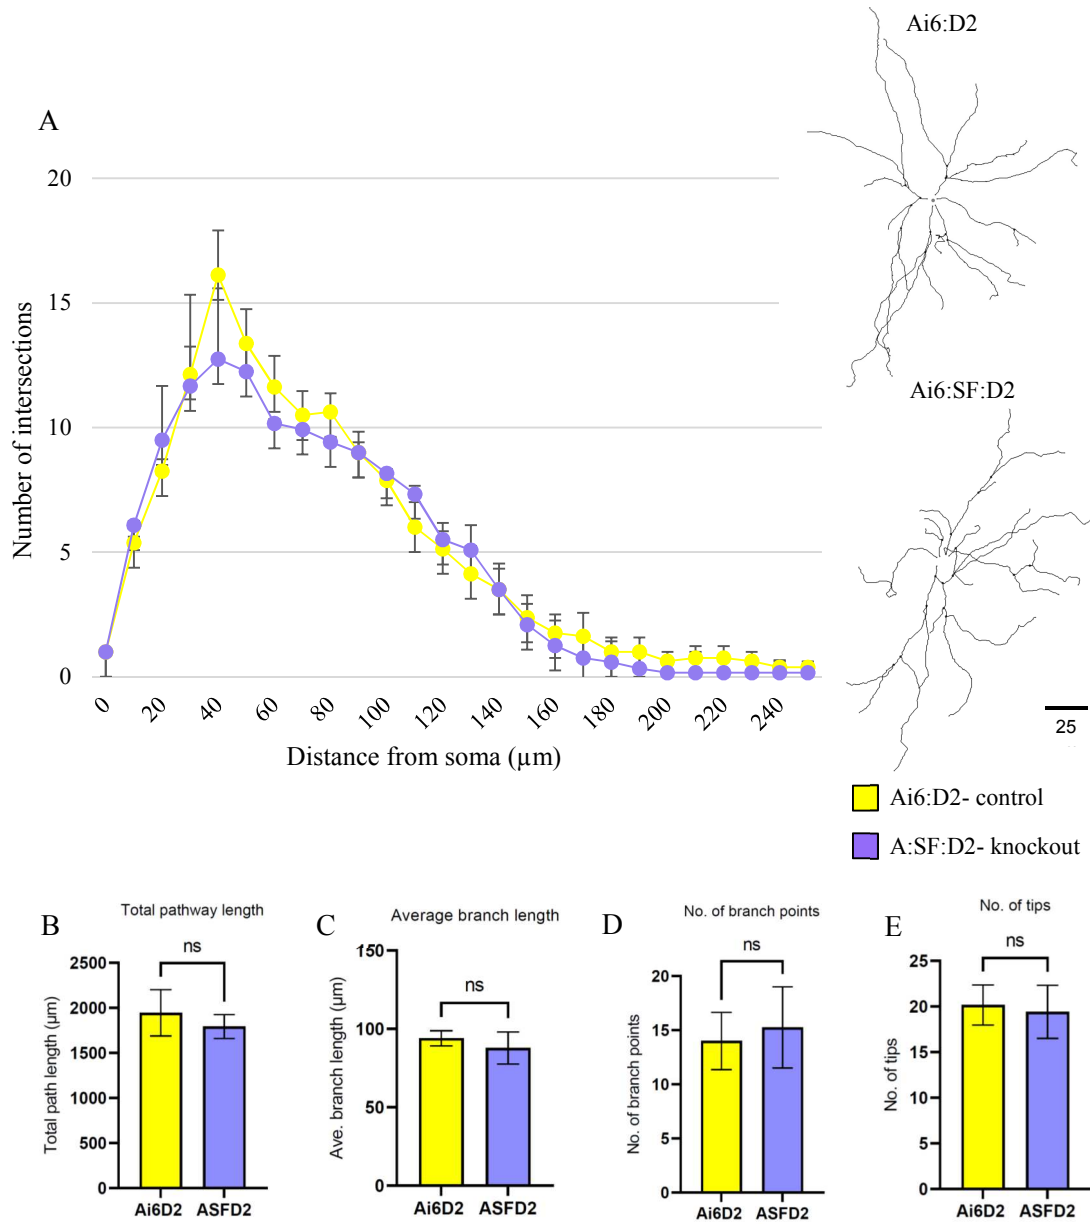 Ai6:D2
A
20
15
10
5
0
Number of intersections
0 20 40 60 80 100 120 140 160 180 200 220 240
Distance from soma (µm)
Ai6:SF:D2
25
Ai6:D2- control
A:SF:D2- knockout
B
Total pathway length
ns
2500
2000
1500
1000
500
0
Total path length (µm)
Ai6D2 ASFD2
C
Average branch length
ns
150
100
50
0
Ave. branch length (µm)
Ai6D2 ASFD2
D
No. of branch points
ns
20
15
10
5
0
No. of branch points
Ai6D2 ASFD2
E
No. of tips
ns
25
20
15
10
5
0
No. of tips
Ai6D2 ASFD2